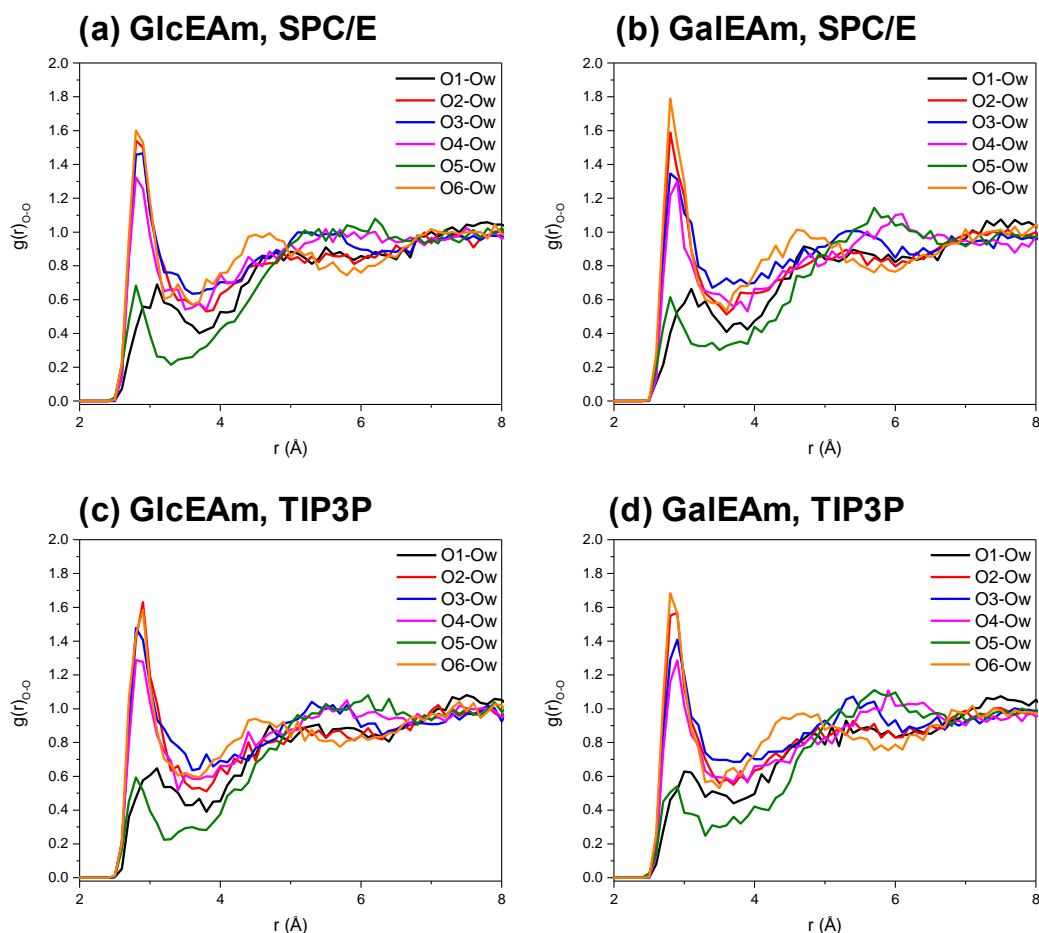 (a) GlcEAm, SPC/E
2.0
1.8
1.6
1.4
1.2
1.0
0.8
0.6
0.4
0.2
0.0
g(r)O-O
O1-Ow
O2-Ow
O3-Ow
O4-Ow
O5-Ow
O6-Ow
2 4 6 8
r (Å)
(b) GalEAm, SPC/E
2.0
1.8
1.6
1.4
1.2
1.0
0.8
0.6
0.4
0.2
0.0
g(r)O-O
O1-Ow
O2-Ow
O3-Ow
O4-Ow
O5-Ow
O6-Ow
2 4 6 8
r (Å)
(c) GlcEAm, TIP3P
2.0
1.8
1.6
1.4
1.2
1.0
0.8
0.6
0.4
0.2
0.0
g(r)O-O
O1-Ow
O2-Ow
O3-Ow
O4-Ow
O5-Ow
O6-Ow
2 4 6 8
r (Å)
(d) GalEAm, TIP3P
2.0
1.8
1.6
1.4
1.2
1.0
0.8
0.6
0.4
0.2
0.0
g(r)O-O
O1-Ow
O2-Ow
O3-Ow
O4-Ow
O5-Ow
O6-Ow
2 4 6 8
r (Å)